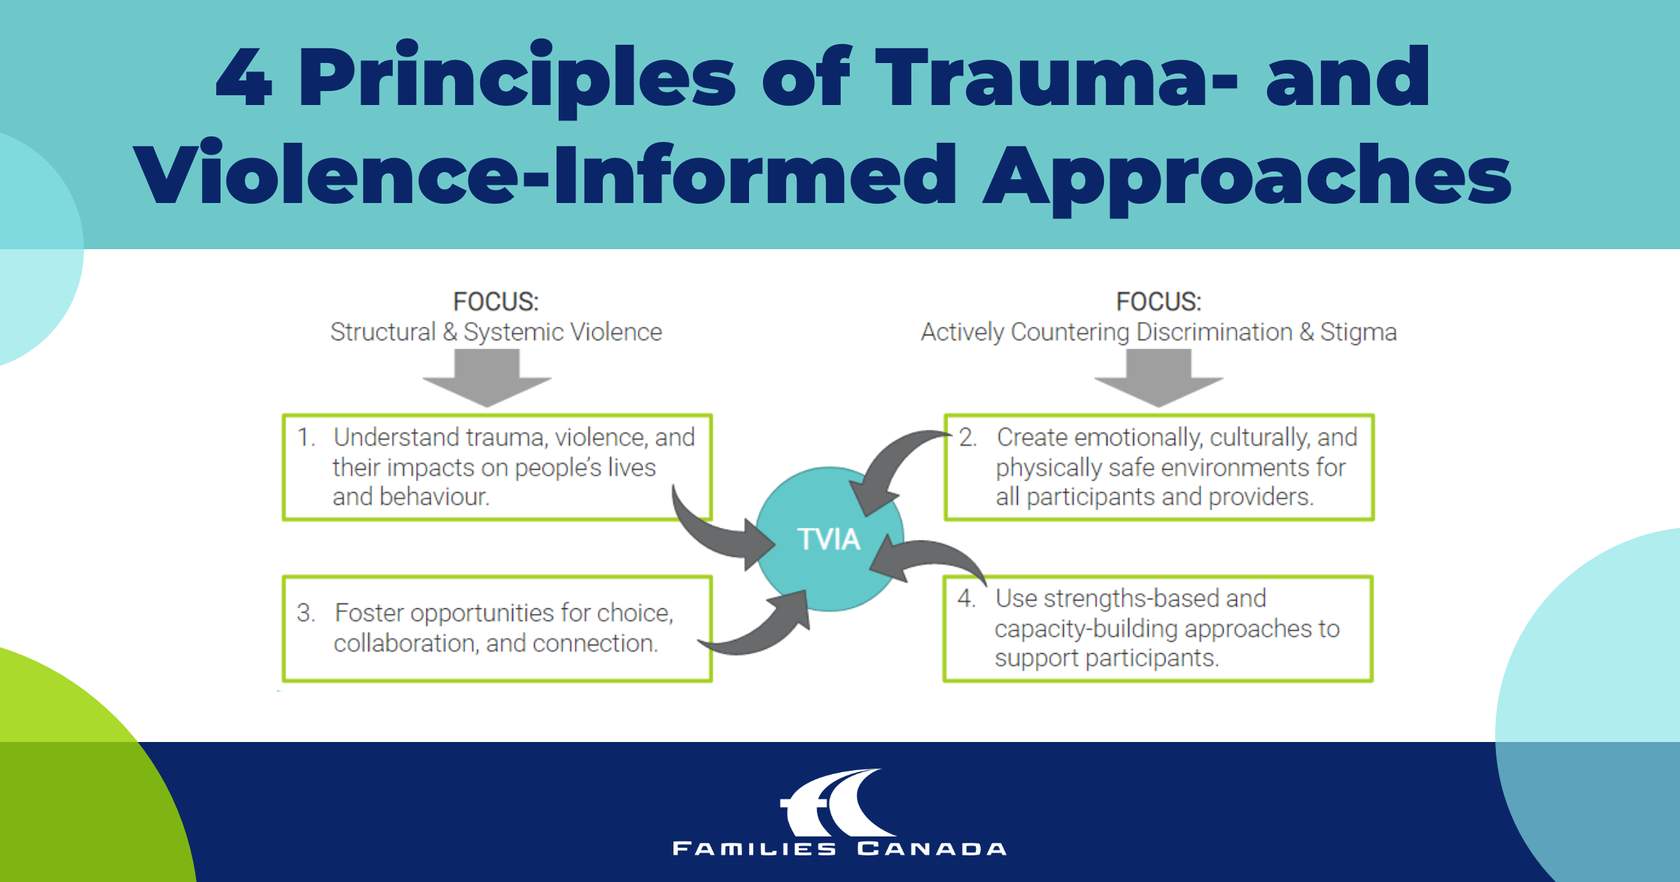 4 Principles of Trauma- and
Violence-Informed Approaches
FOCUS:
Structural & Systemic Violence
FOCUS:
Actively Countering Discrimination & Stigma
1. Understand trauma, violence, and
their impacts on people's lives
and behaviour.
2. Create emotionally, culturally, and
physically safe environments for
all participants and providers.
TVIA
3. Foster opportunities for choice,
collaboration, and connection.
4. Use strengths-based and
capacity-building approaches to
support participants.
fc
FAMILIES CANADA